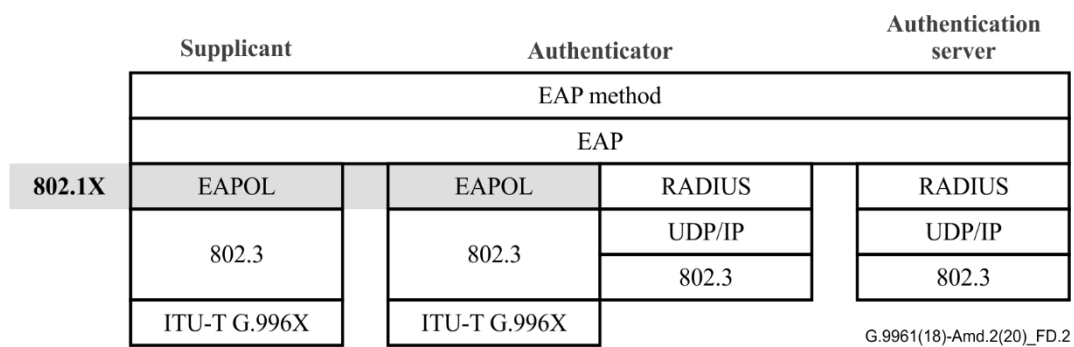 Supplicant
Authenticator
Authentication
server
EAP method
EAP
802.1X
EAPOL
EAPOL
RADIUS
RADIUS
802.3
802.3
UDP/IP
UDP/IP
802.3
802.3
ITU-T G.996X
ITU-T G.996X
G.9961(18)-Amd.2(20)_FD.2